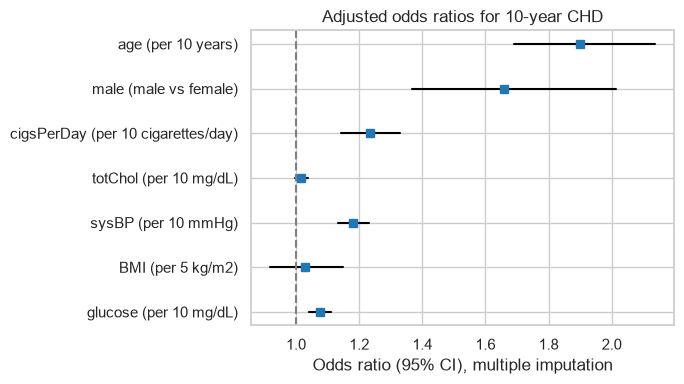 Adjusted odds ratios for 10-year CHD
age (per 10 years)
male (male vs female)
cigsPerDay (per 10 cigarettes/day)
totChol (per 10 mg/dL)
sysBP (per 10 mmHg)
BMI (per 5 kg/m2)
glucose (per 10 mg/dL)
1.0 1.2 1.4 1.6 1.8 2.0
Odds ratio (95% CI), multiple imputation